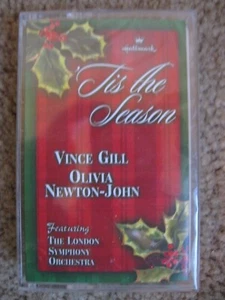 Hallmark
'Tis the
Season
VINCE GILL
OLIVIA
NEWTON-JOHN
Featuring
THE LONDON
SYMPHONY
ORCHESTRA